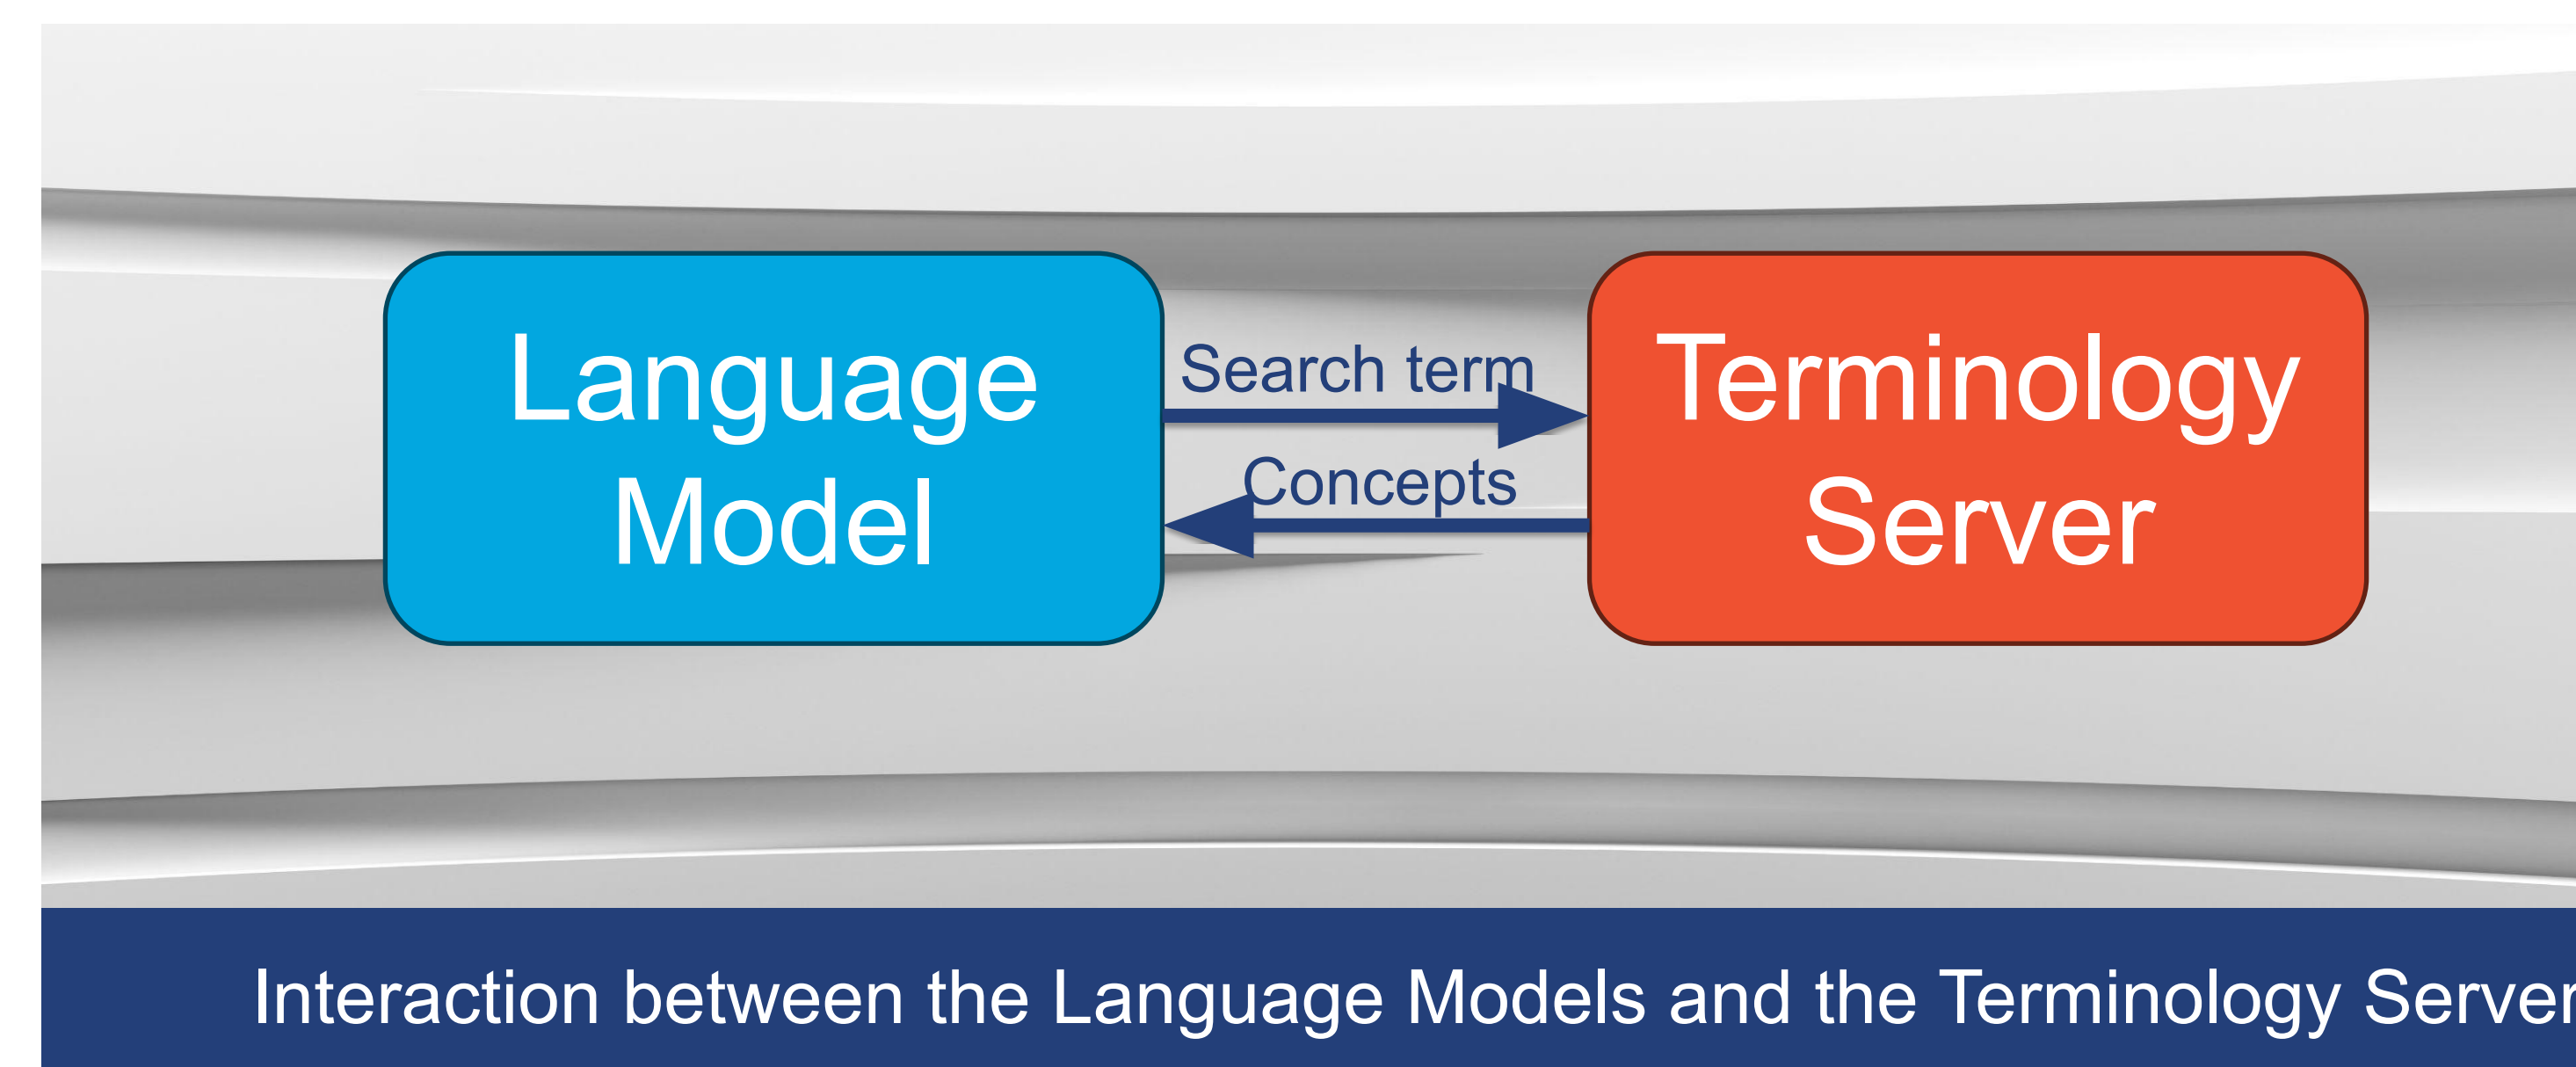 Language
Model
Search term
Concepts
Terminology
Server
Interaction between the Language Models and the Terminology Server